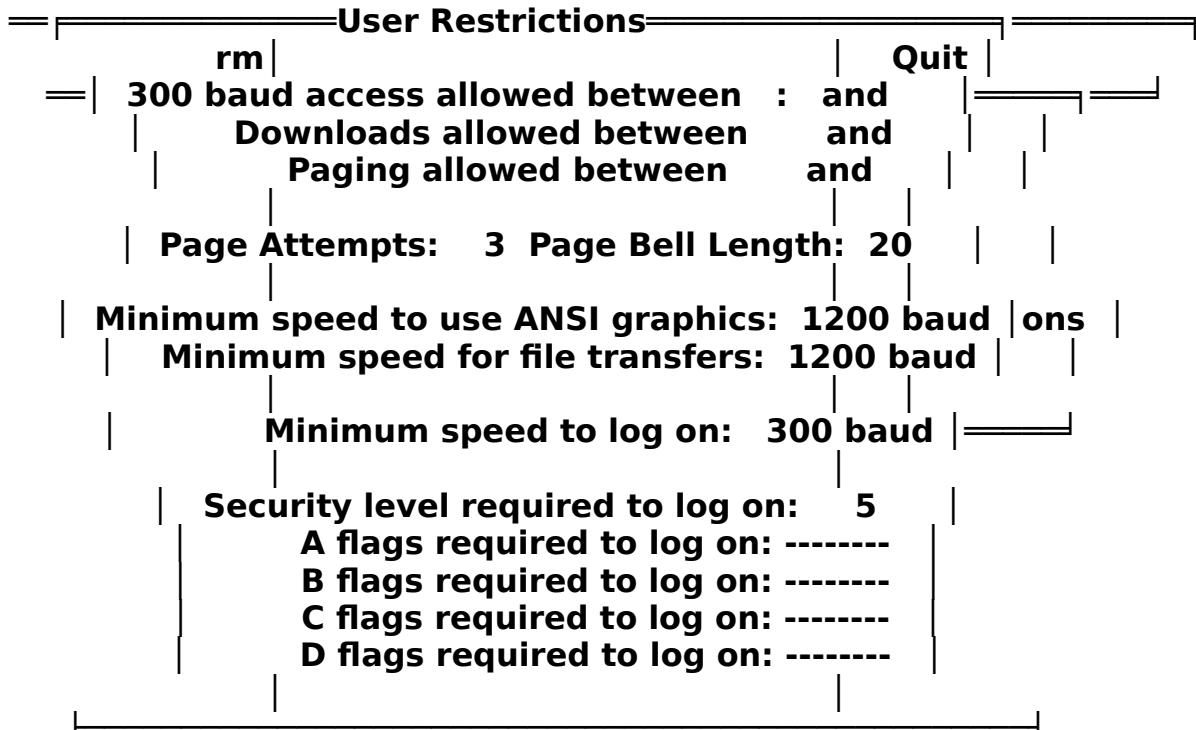 ═╒═════════════User Restrictions═════════════════╕════════╕
rm│ │ Quit │
═│ 300 baud access allowed between : and │═════╕═══╛
│ Downloads allowed between and │ │
│ Paging allowed between and │ │
│ │ │
│ Page Attempts: 3 Page Bell Length: 20 │ │
│ │ │
│ Minimum speed to use ANSI graphics: 1200 baud │ons │
│ Minimum speed for file transfers: 1200 baud │ │
│ │ │
│ Minimum speed to log on: 300 baud │═════╛
│ │
│ Security level required to log on: 5 │
│ A flags required to log on: -------- │
│ B flags required to log on: -------- │
│ C flags required to log on: -------- │
│ D flags required to log on: -------- │
│ │
╘══════════════════════════════════════════════╛